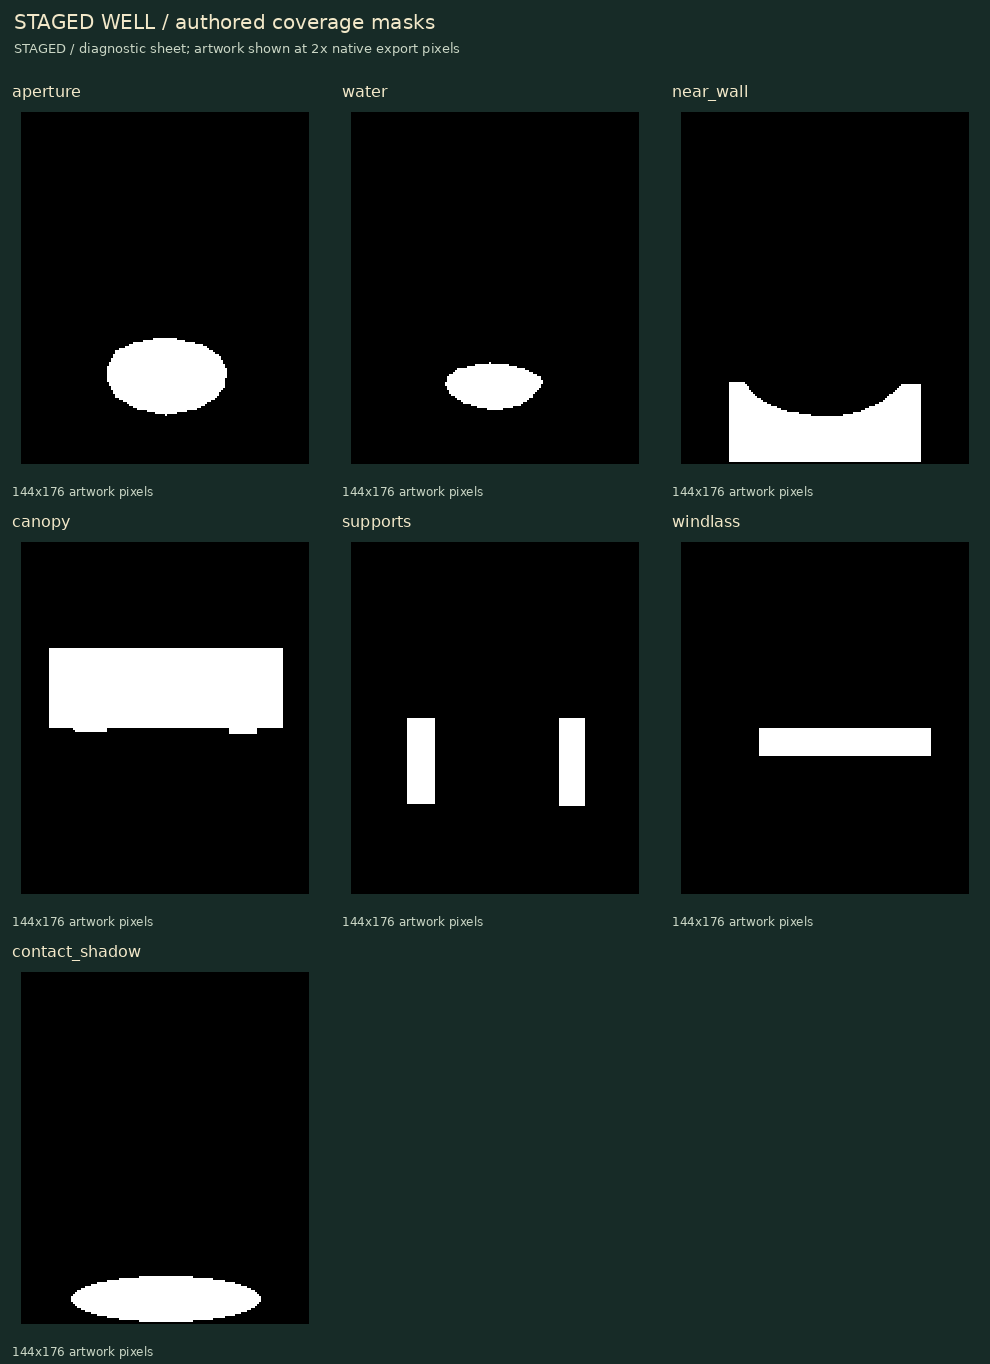 STAGED WELL / authored coverage masks
STAGED / diagnostic sheet; artwork shown at 2x native export pixels
aperture
water
near_wall
144x176 artwork pixels
144x176 artwork pixels
144x176 artwork pixels
canopy
supports
windlass
144x176 artwork pixels
144x176 artwork pixels
144x176 artwork pixels
contact_shadow
144x176 artwork pixels